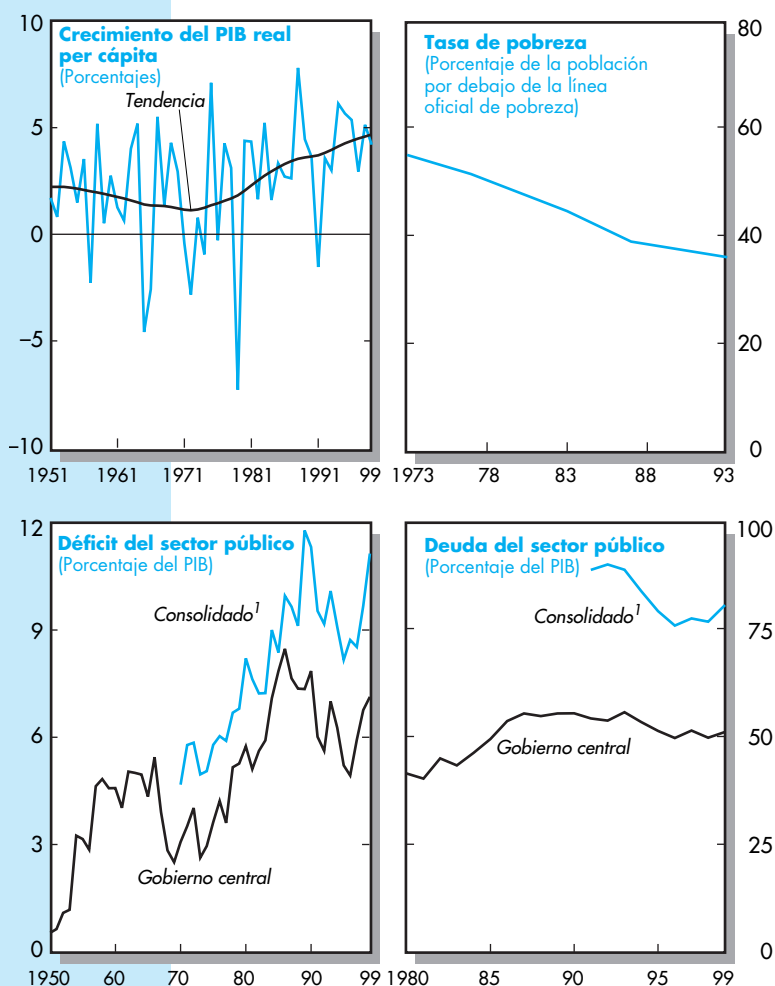 Crecimiento del PIB real
per cápita
(Porcentajes)
Tendencia
10
5
0
–5
–10
1951 1961 1971 1981 1991 99
Tasa de pobreza
(Porcentaje de la población
por debajo de la línea
oficial de pobreza)
80
60
40
20
0
1973 78 83 88 93
Déficit del sector público
(Porcentaje del PIB)
Consolidado1
Gobierno central
12
9
6
3
0
1950 60 70 80 90 99
Deuda del sector público
(Porcentaje del PIB)
Consolidado1
Gobierno central
100
75
50
25
0
1980 85 90 95 99